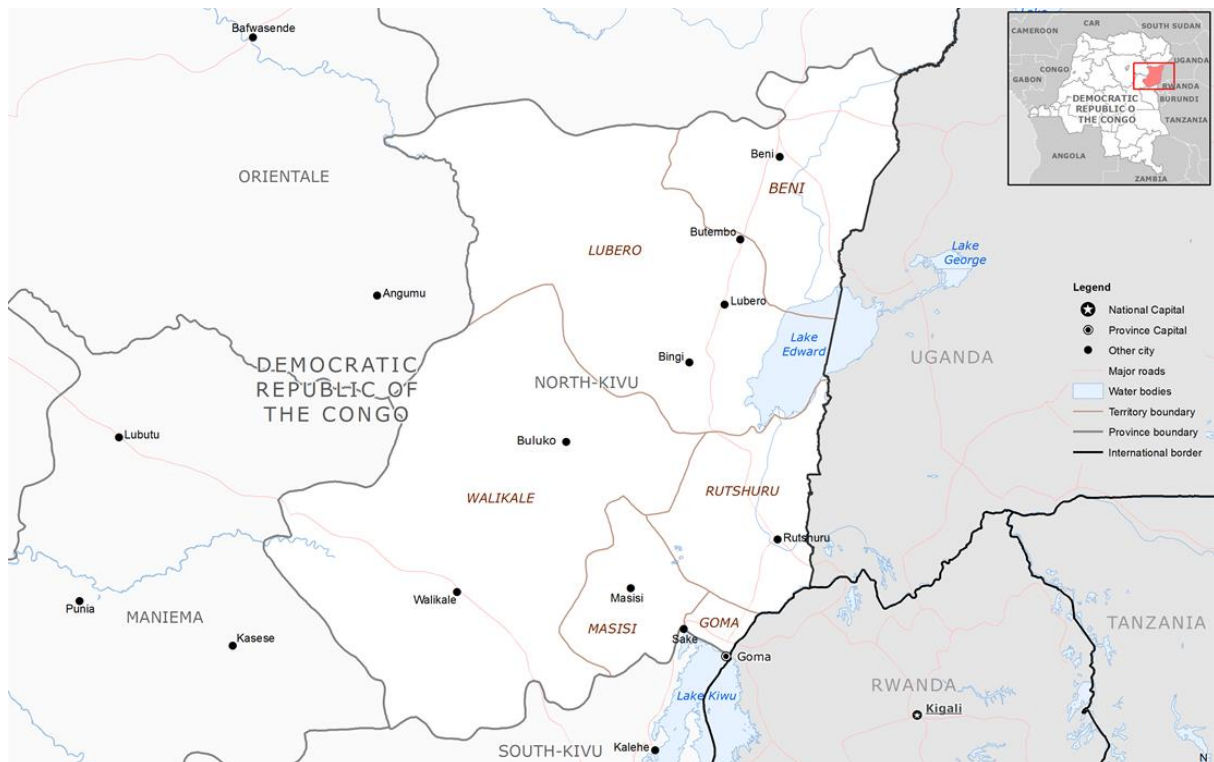 Bafwasende
ORIENTALE
Beni
BENI
Butembo
LUBERO
Angumu
Lubero
Lake
George
Lake
Edward
Bingi
UGANDA
DEMOCRATIC
REPUBLIC OF
THE CONGO
NORTH-KIVU
Lubutu
Buluko
WALIKALE
RUTSHURU
Rutshuru
Punia
MANIEMA
Walikale
Masisi
MASISI
GOMA
Sake
Goma
Kasese
TANZANIA
RWANDA
Kigali
Lake Kiwu
SOUTH-KIVU
Kalehe
N
Lake
CAR
SOUTH SUDAN
CAMEROON
UGANDA
CONGO
GABON
RWANDA
BURUNDI
DEMOCRATIC
REPUBLIC O
THE CONGO
TANZANIA
ANGOLA
ZAMBIA
Legend
National Capital
Province Capital
Other city
Major roads
Water bodies
Territory boundary
Province boundary
International border